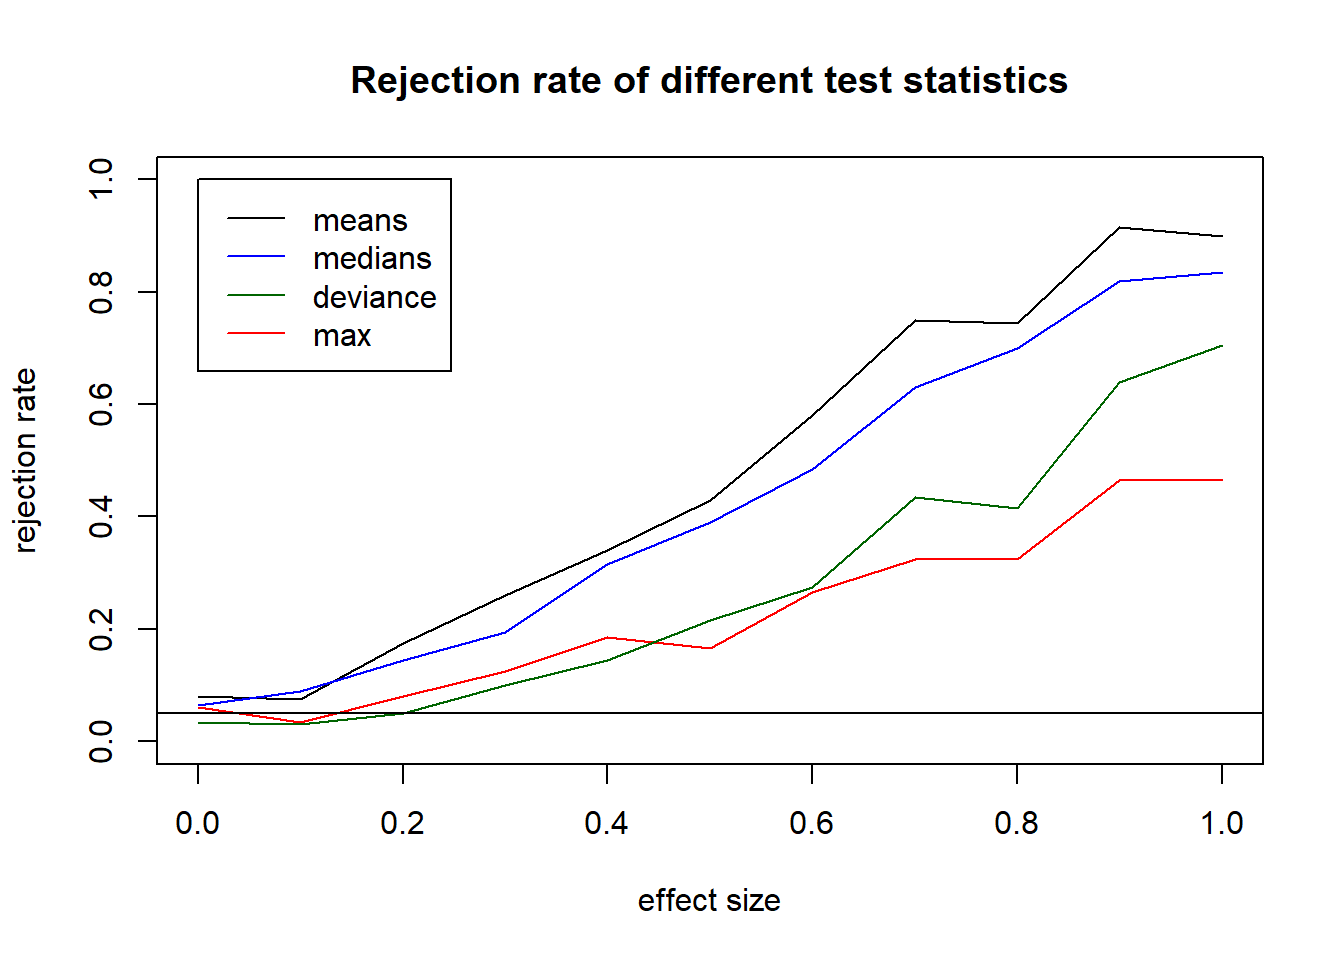 Rejection rate of different test statistics
means
medians
deviance
max
rejection rate
1.0
0.8
0.6
0.4
0.2
0.0
0.0 0.2 0.4 0.6 0.8 1.0
effect size